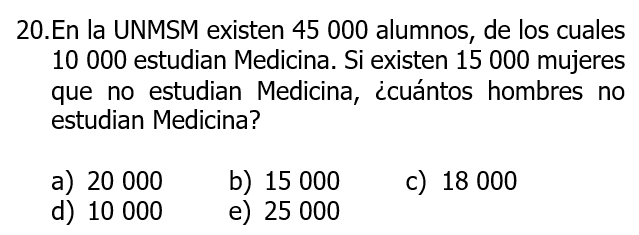 20.En la UNMSM existen 45 000 alumnos, de los cuales
10 000 estudian Medicina. Si existen 15 000 mujeres
que no estudian Medicina, ¿cuántos hombres no
estudian Medicina?
a) 20 000 b) 15 000 c) 18 000
d) 10 000 e) 25 000